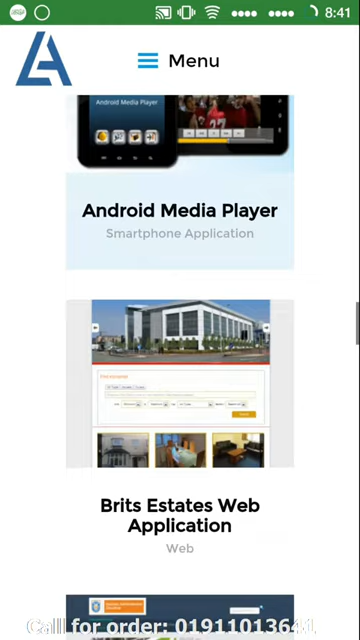 8:41
Menu
Android Media Player
Android Media Player
Smartphone Application
Brits Estates Web
Application
Web
Call for order: 01911013641